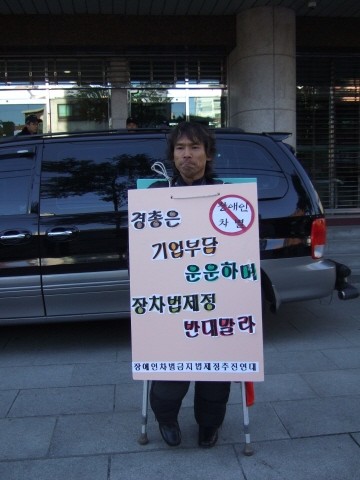 경총은
장애인
차별
기업부담
운운하며
장차법제정
반대말라
장애인차별금지법제정추진연대